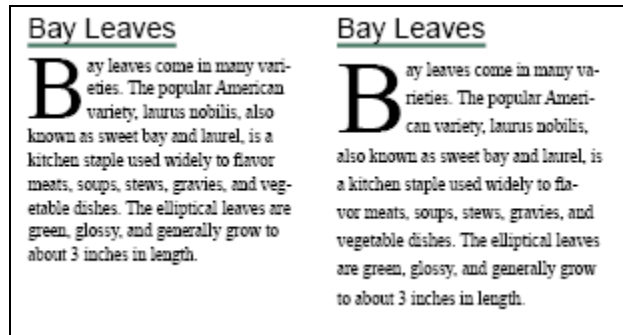 Bay Leaves
Bay leaves come in many vari-
eties. The popular American
variety, laurus nobilis, also
known as sweet bay and laurel, is a
kitchen staple used widely to flavor
meats, soups, stews, gravies, and veg-
etable dishes. The elliptical leaves are
green, glossy, and generally grow to
about 3 inches in length.
Bay Leaves
Bay leaves come in many va-
rieties. The popular Ameri-
can variety, laurus nobilis,
also known as sweet bay and laurel, is
a kitchen staple used widely to fla-
vor meats, soups, stews, gravies, and
vegetable dishes. The elliptical leaves
are green, glossy, and generally grow
to about 3 inches in length.